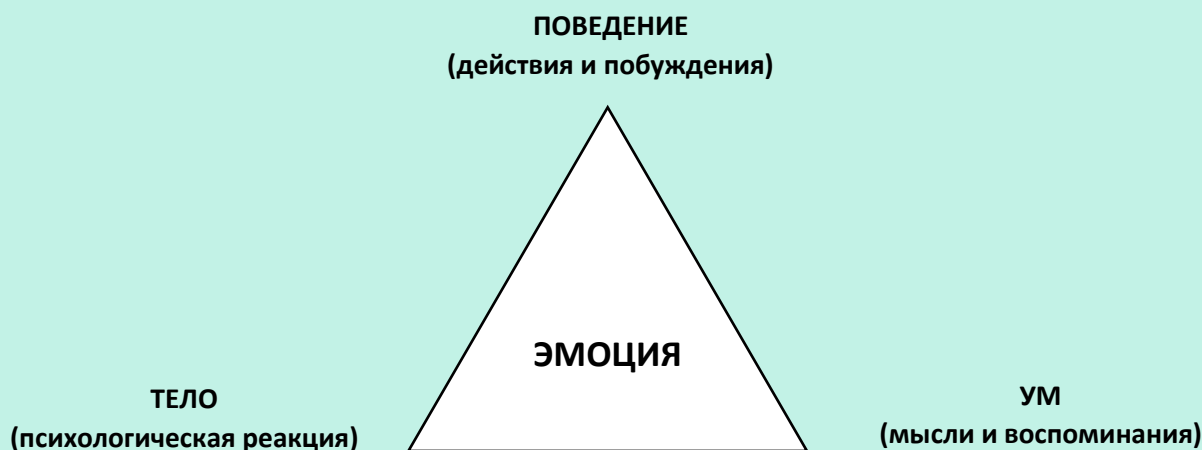 ПОВЕДЕНИЕ
(действия и побуждения)
ЭМОЦИЯ
ТЕЛО
(психологическая реакция)
УМ
(мысли и воспоминания)